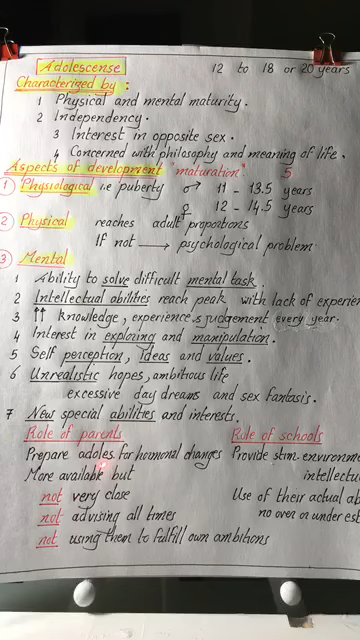 Adolescense 12 to 18 or 20 years
Characterized by :
1 Physical and mental maturity.
2 Independency.
3 Interest in opposite sex.
4 Concerned with philosophy and meaning of life.
Aspects of development "maturation" 5
1 Physiological i.e puberty ♂ 11 - 13.5 years
♀ 12 - 14.5 years
2 Physical reaches adult proportions
If not → psychological problem
3 Mental
1 Ability to solve difficult mental task.
2 Intellectual abilities reach peak, with lack of experien
3 ↑↑ knowledge, experience & judgement every year.
4 Interest in exploring and manipulation.
5 Self perception, ideas and values.
6 Unrealistic hopes, ambitious life
excessive day dreams and sex fantasis.
7 New special abilities and interests.
Role of parents
Prepare adoles for hormonal changes
More available but
not very close
not advising all times
not using them to fulfill own ambitions
Role of schools
Provide stim. environme
intellectu
Use of their actual ab
no over or under est